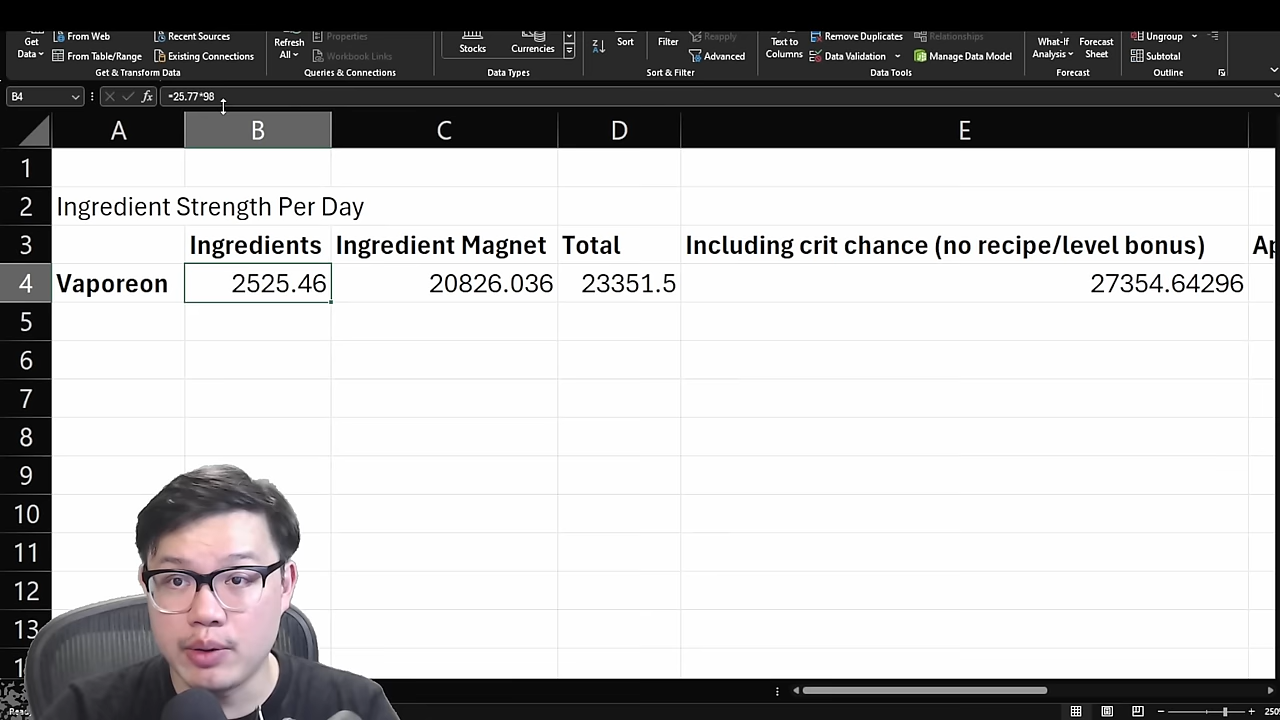 Get Data
From Web
Recent Sources
From Table/Range
Existing Connections
Get & Transform Data
Refresh All
Properties
Workbook Links
Queries & Connections
Stocks
Currencies
Data Types
Sort
Filter
Reapply
Advanced
Sort & Filter
Text to Columns
Remove Duplicates
Data Validation
Relationships
Manage Data Model
Data Tools
What-If Analysis
Forecast Sheet
Forecast
Ungroup
Subtotal
Outline
B4
fx
=25.77*98
A B C D E
1
2 Ingredient Strength Per Day
3 Ingredients Ingredient Magnet Total Including crit chance (no recipe/level bonus) Ap
4 Vaporeon 2525.46 20826.036 23351.5 27354.64296
5
6
7
8
9
10
11
12
13